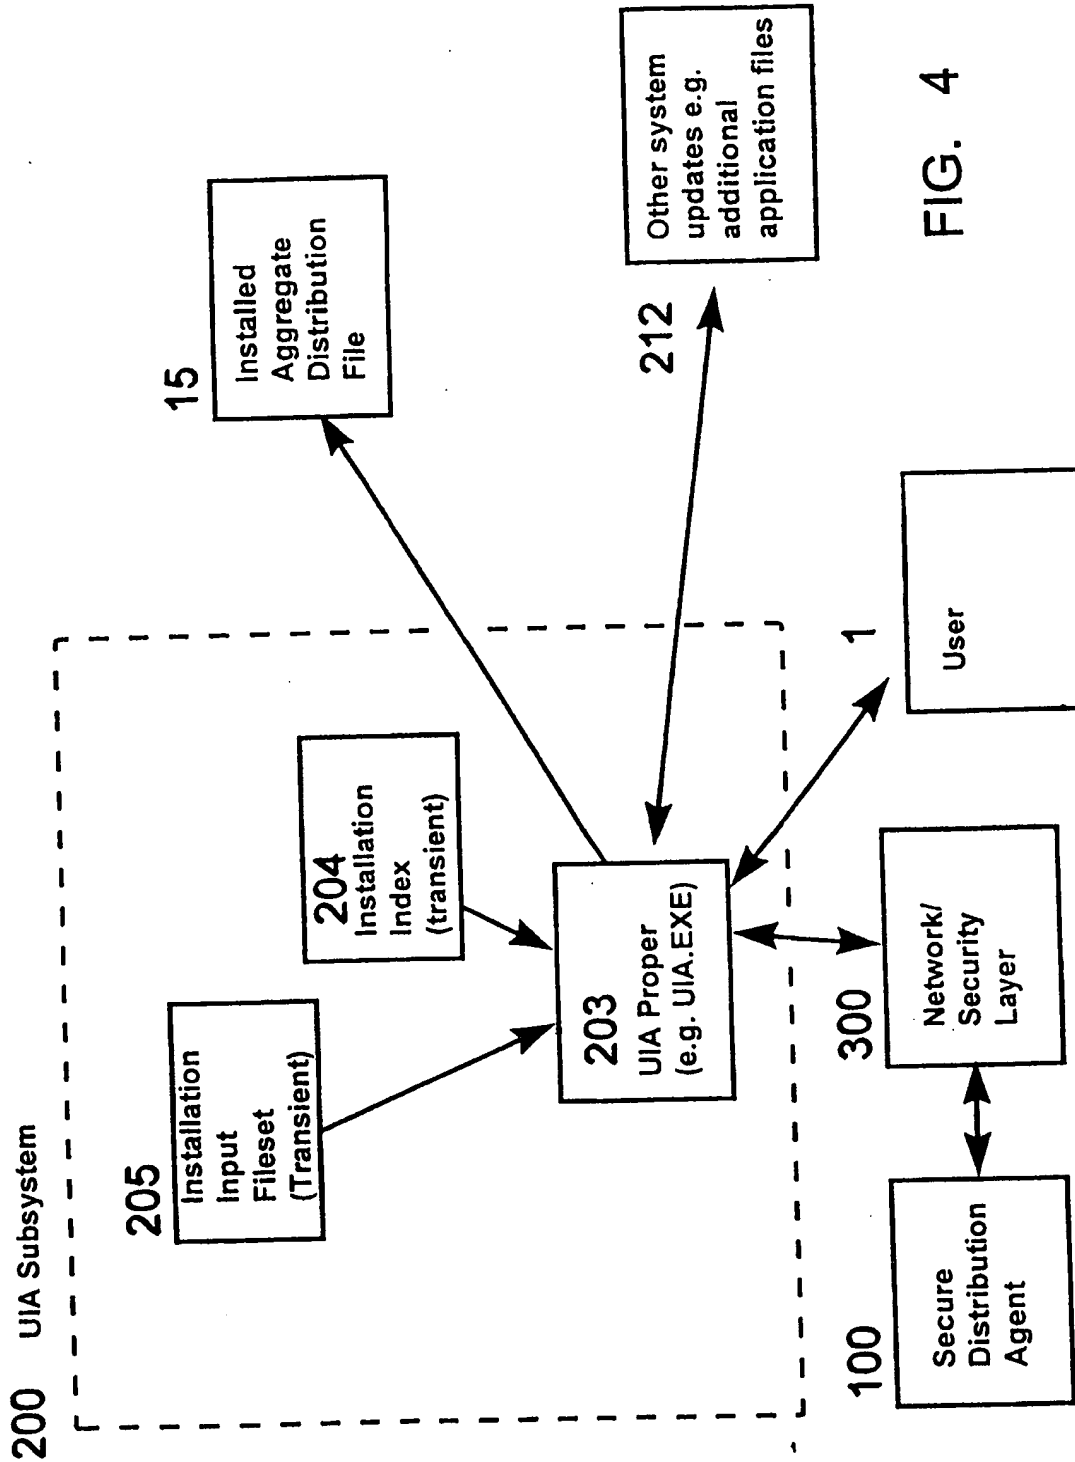 200 UIA Subsystem
205
Installation
Input
Fileset
(Transient)
204
Installation
Index
(transient)
15
Installed
Aggregate
Distribution
File
203
UIA Proper
(e.g. UIA.EXE)
212
Other system
updates e.g.
additional
application files
100
Secure
Distribution
Agent
300
Network/
Security
Layer
1
User
FIG. 4